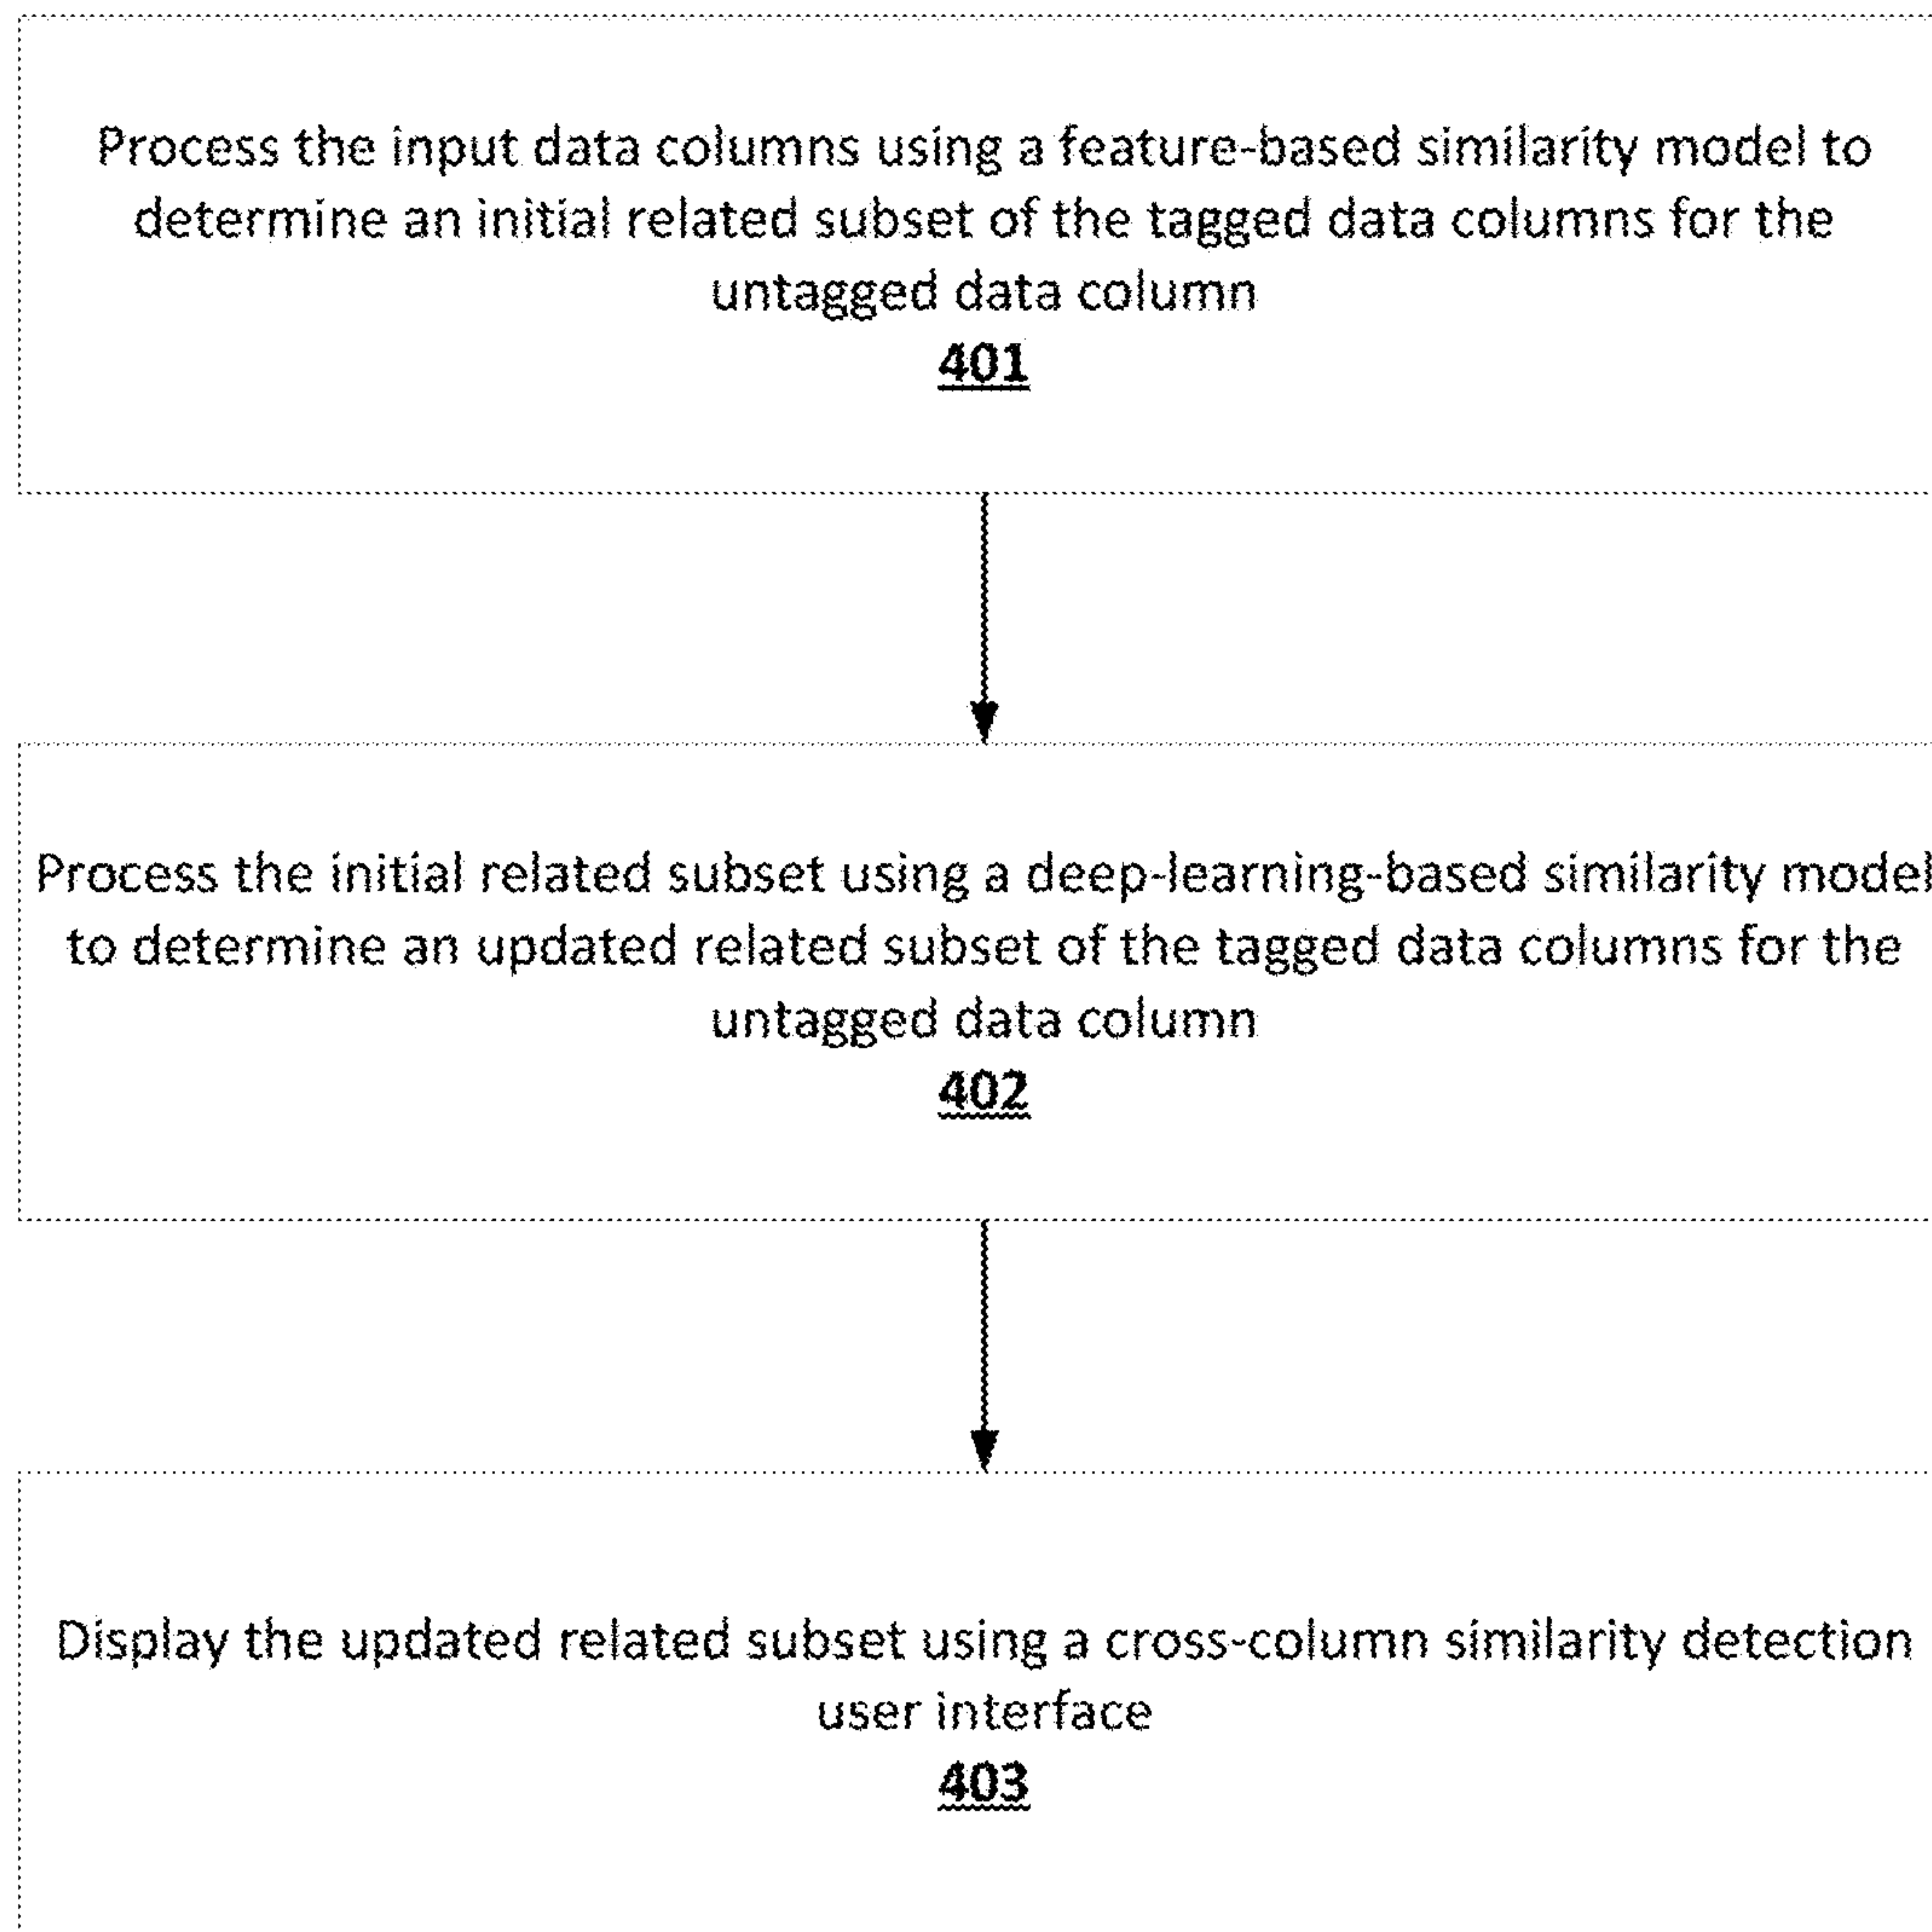 Process the input data columns using a feature-based similarity model to
determine an initial related subset of the tagged data columns for the
untagged data column
401
Process the initial related subset using a deep-learning-based similarity model
to determine an updated related subset of the tagged data columns for the
untagged data column
402
Display the updated related subset using a cross-column similarity detection
user interface
403